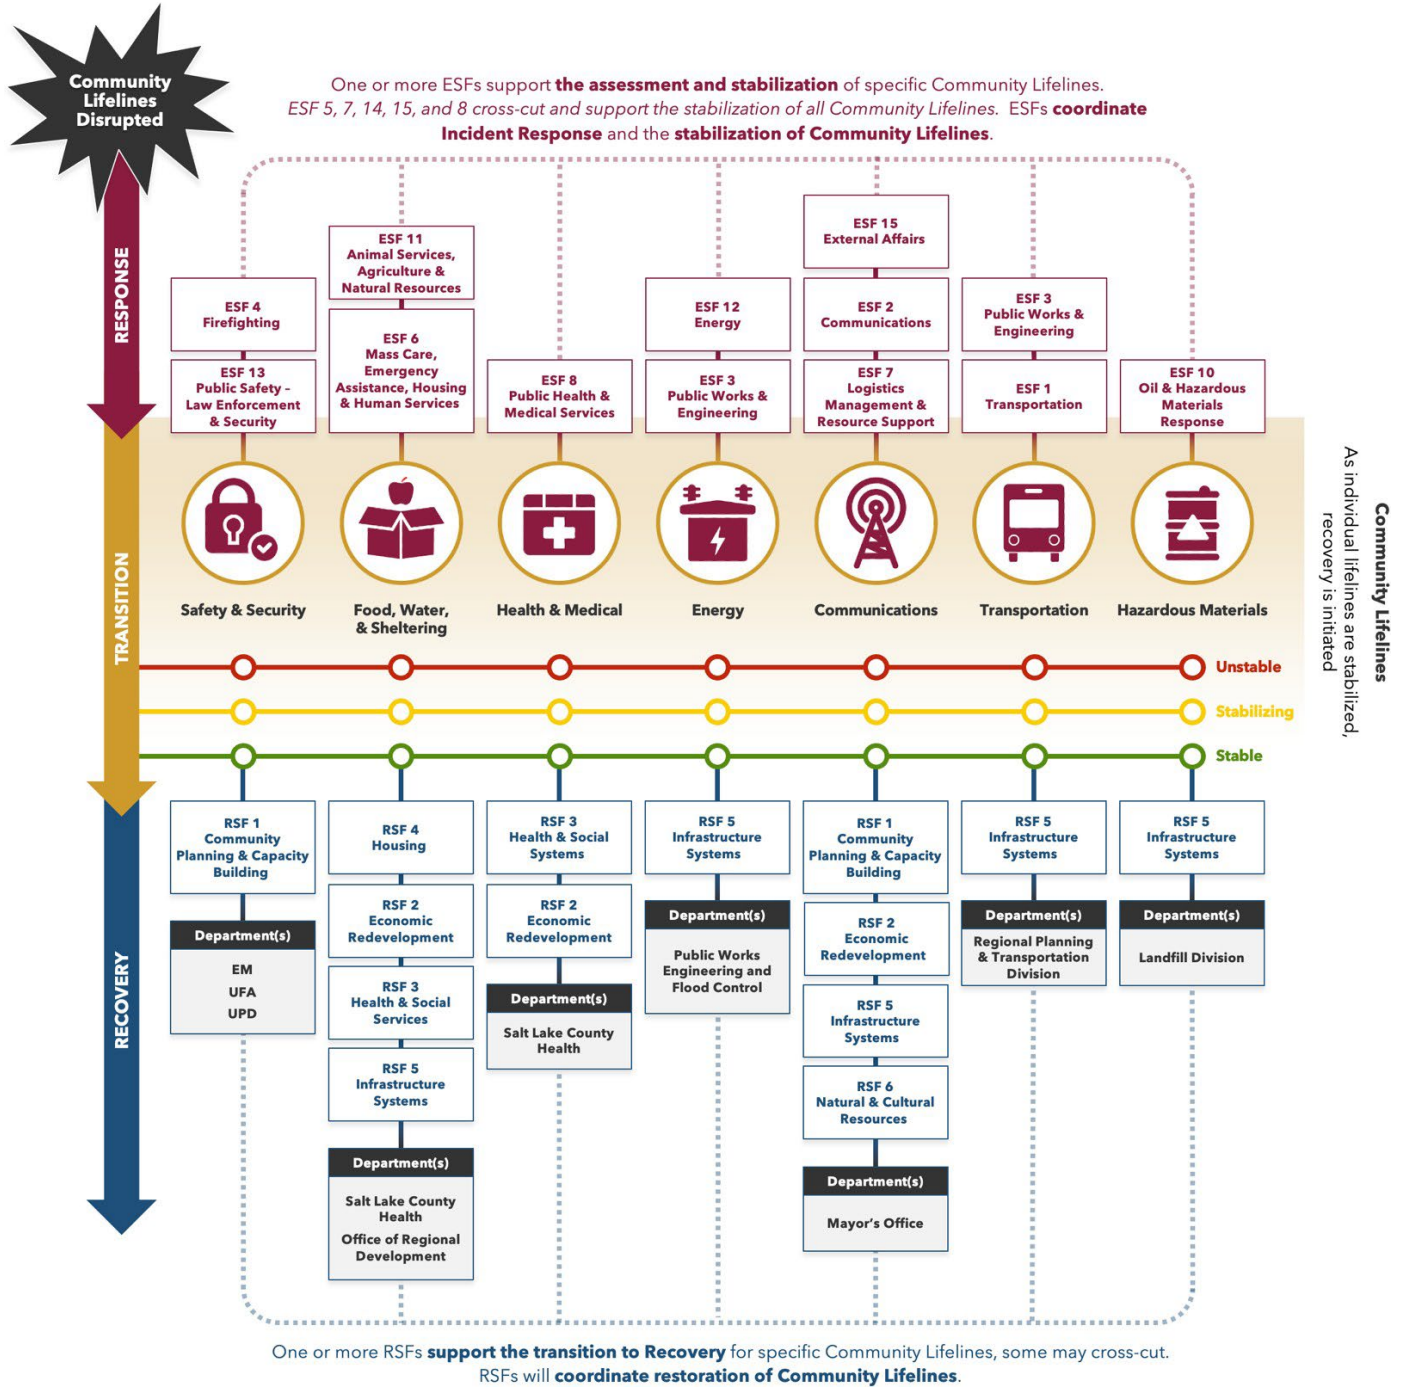 Community
Lifelines
Disrupted
One or more ESFs support the assessment and stabilization of specific Community Lifelines.
ESF 5, 7, 14, 15, and 8 cross-cut and support the stabilization of all Community Lifelines. ESFs coordinate
Incident Response and the stabilization of Community Lifelines.
RESPONSE
ESF 4
Firefighting
ESF 13
Public Safety –
Law Enforcement
& Security
ESF 11
Animal Services,
Agriculture &
Natural Resources
ESF 6
Mass Care,
Emergency
Assistance, Housing
& Human Services
ESF 8
Public Health &
Medical Services
ESF 12
Energy
ESF 3
Public Works &
Engineering
ESF 15
External Affairs
ESF 2
Communications
ESF 7
Logistics
Management &
Resource Support
ESF 3
Public Works &
Engineering
ESF 1
Transportation
ESF 10
Oil & Hazardous
Materials
Response
TRANSITION
Safety & Security
Food, Water,
& Sheltering
Health & Medical
Energy
Communications
Transportation
Hazardous Materials
Community Lifelines
As individual lifelines are stabilized,
recovery is initiated
Unstable
Stabilizing
Stable
RECOVERY
RSF 1
Community
Planning & Capacity
Building
Department(s)
EM
UFA
UPD
RSF 4
Housing
RSF 2
Economic
Redevelopment
RSF 3
Health & Social
Services
RSF 5
Infrastructure
Systems
Department(s)
Salt Lake County
Health
Office of Regional
Development
RSF 3
Health & Social
Systems
RSF 2
Economic
Redevelopment
Department(s)
Salt Lake County
Health
RSF 5
Infrastructure
Systems
Department(s)
Public Works
Engineering and
Flood Control
RSF 1
Community
Planning & Capacity
Building
RSF 2
Economic
Redevelopment
RSF 5
Infrastructure
Systems
RSF 6
Natural & Cultural
Resources
Department(s)
Mayor's Office
RSF 5
Infrastructure
Systems
Department(s)
Regional Planning
& Transportation
Division
RSF 5
Infrastructure
Systems
Department(s)
Landfill Division
One or more RSFs support the transition to Recovery for specific Community Lifelines, some may cross-cut.
RSFs will coordinate restoration of Community Lifelines.